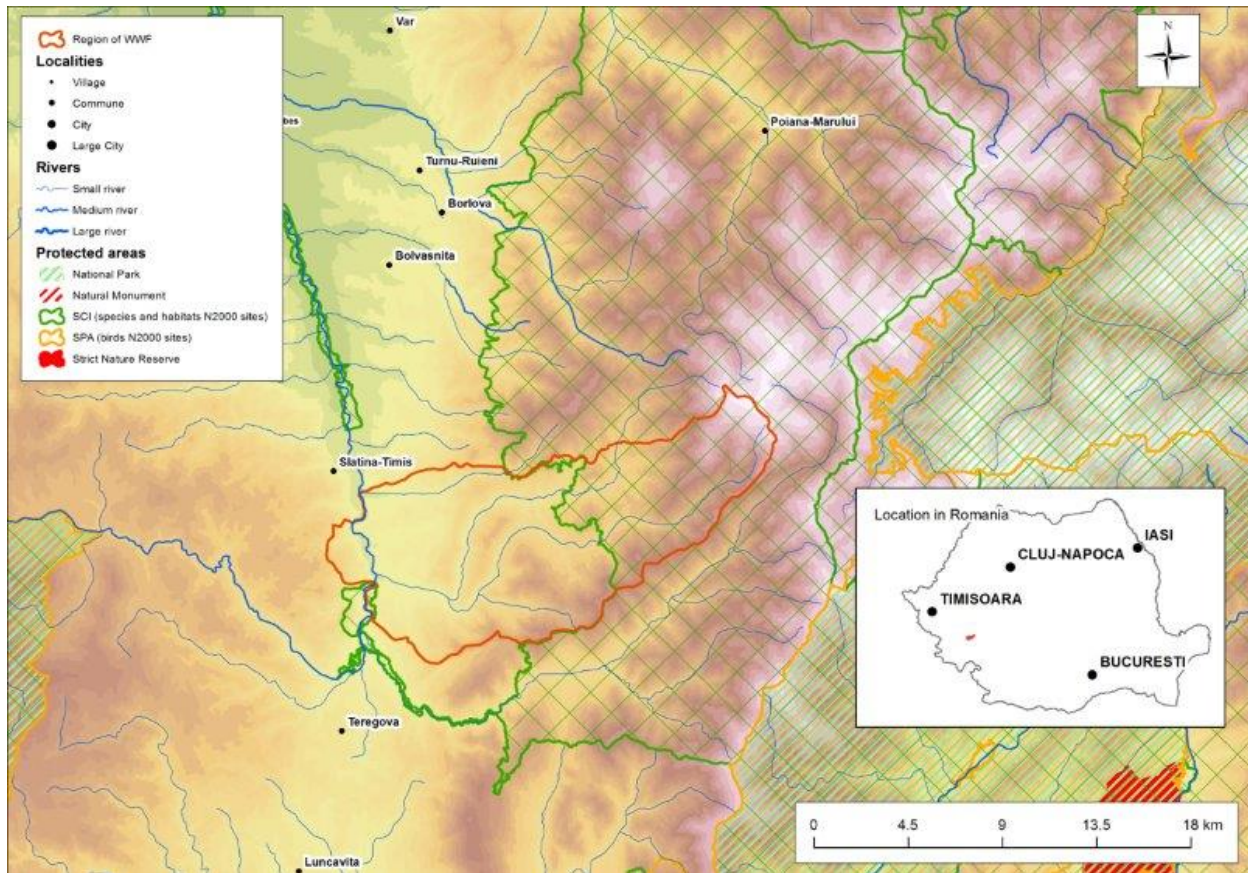 Region of WWF
Localities
Village
Commune
City
Large City
Rivers
Small river
Medium river
Large river
Protected areas
National Park
Natural Monument
SCI (species and habitats N2000 sites)
SPA (birds N2000 sites)
Strict Nature Reserve
Var
N
bes
Poiana-Marului
Turnu-Ruieni
Borlova
Bolvasnita
Slatina-Timis
Teregova
Luncavita
Location in Romania
IASI
CLUJ-NAPOCA
TIMISOARA
BUCURESTI
0 4.5 9 13.5 18 km